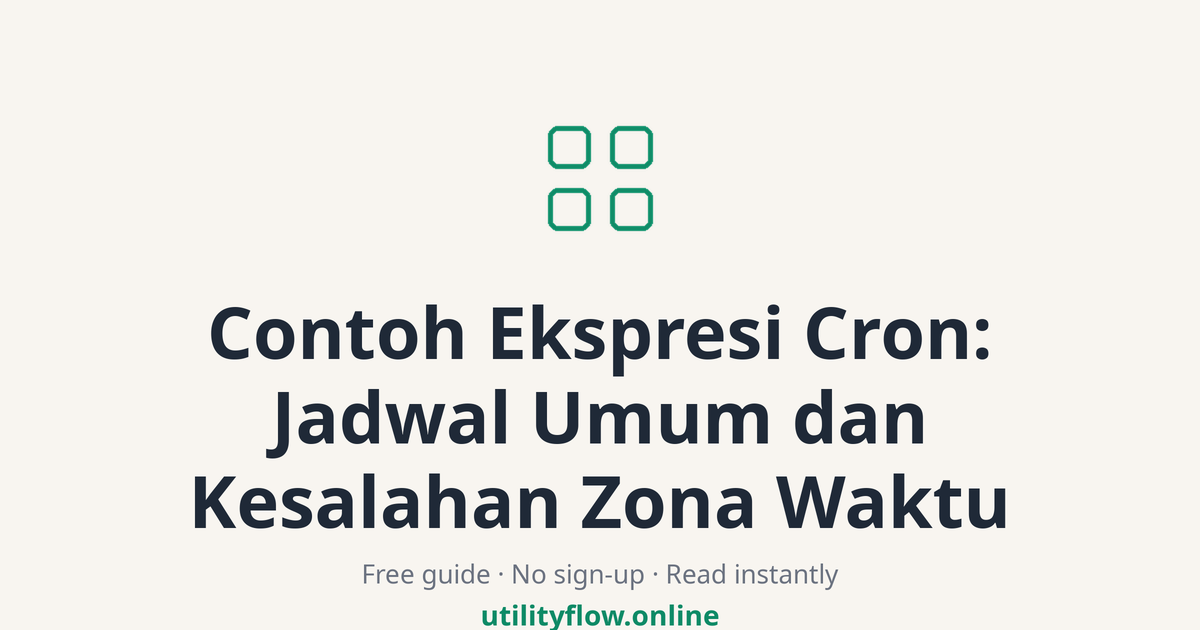 Contoh Ekspresi Cron:
Jadwal Umum dan
Kesalahan Zona Waktu
Free guide · No sign-up · Read instantly
utilityflow.online